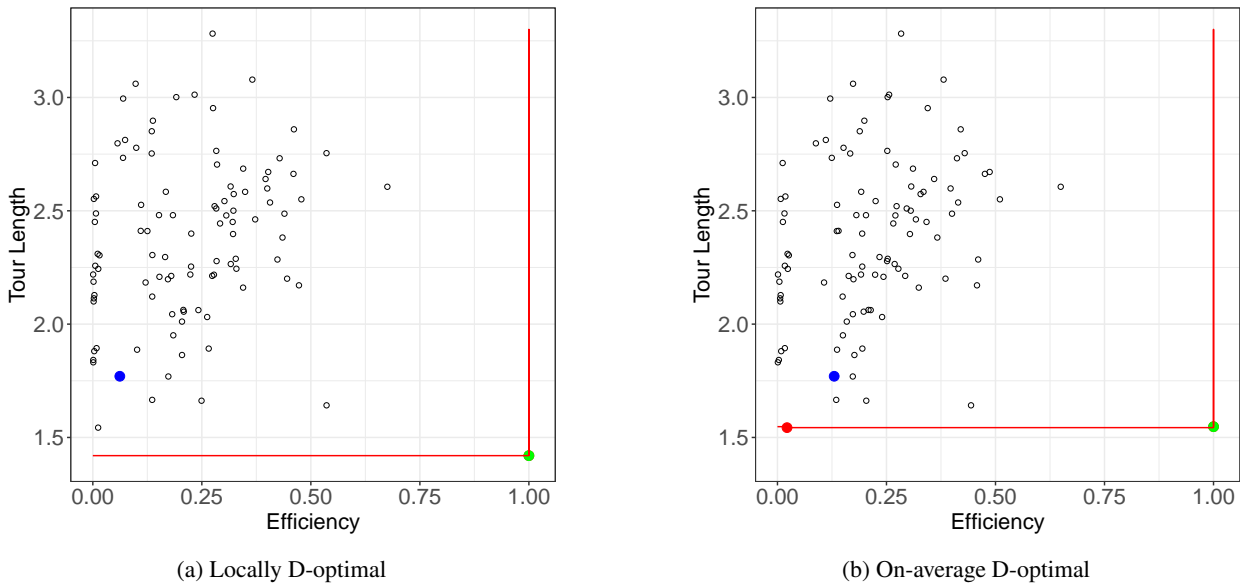 Tour Length
3.0
2.5
2.0
1.5
0.00 0.25 0.50 0.75 1.00
Efficiency
(a) Locally D-optimal
Tour Length
3.0
2.5
2.0
1.5
0.00 0.25 0.50 0.75 1.00
Efficiency
(b) On-average D-optimal